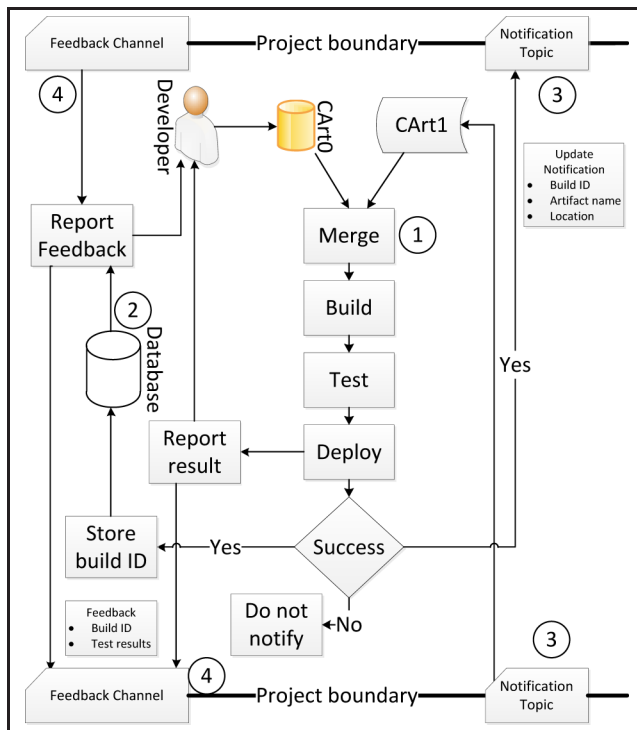 Feedback Channel
Project boundary
Notification
Topic
4
3
Developer
CArt0
CArt1
Update
Notification
• Build ID
• Artifact name
• Location
Report
Feedback
Merge
1
2
Build
Database
Yes
Test
Report
result
Deploy
Store
build ID
Yes
Success
Feedback
• Build ID
• Test results
Do not
notify
No
3
4
Feedback Channel
Project boundary
Notification
Topic